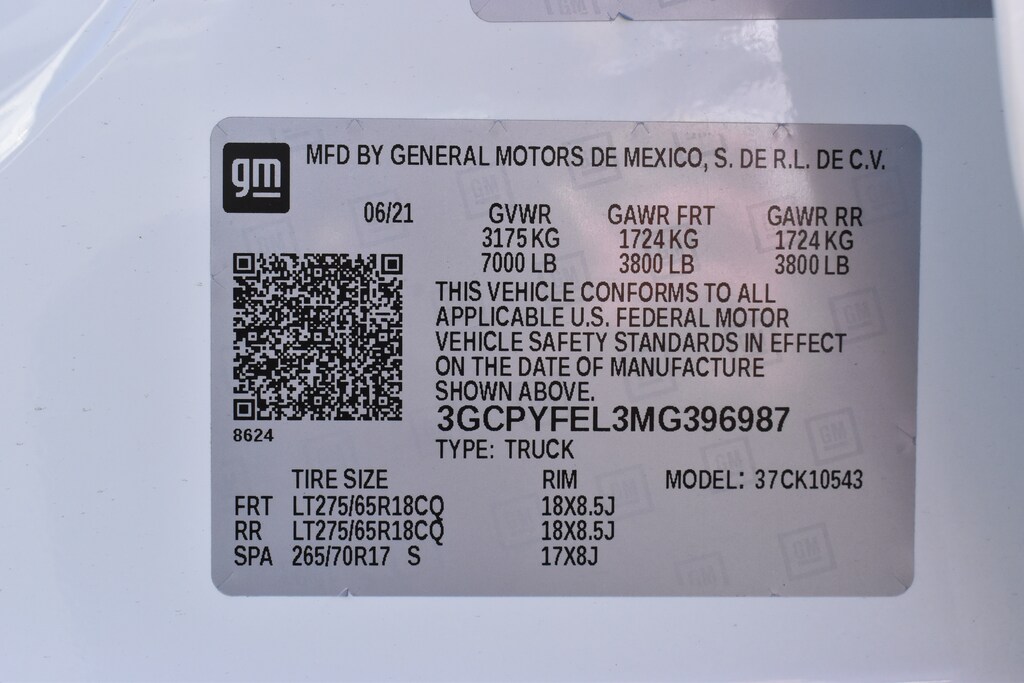 gm
MFD BY GENERAL MOTORS DE MEXICO, S. DE R.L. DE C.V.
06/21 GVWR GAWR FRT GAWR RR
3175 KG 1724 KG 1724 KG
7000 LB 3800 LB 3800 LB
THIS VEHICLE CONFORMS TO ALL
APPLICABLE U.S. FEDERAL MOTOR
VEHICLE SAFETY STANDARDS IN EFFECT
ON THE DATE OF MANUFACTURE
SHOWN ABOVE.
3GCPYFEL3MG396987
8624
TYPE: TRUCK
TIRE SIZE RIM MODEL: 37CK10543
FRT LT275/65R18CQ 18X8.5J
RR LT275/65R18CQ 18X8.5J
SPA 265/70R17 S 17X8J